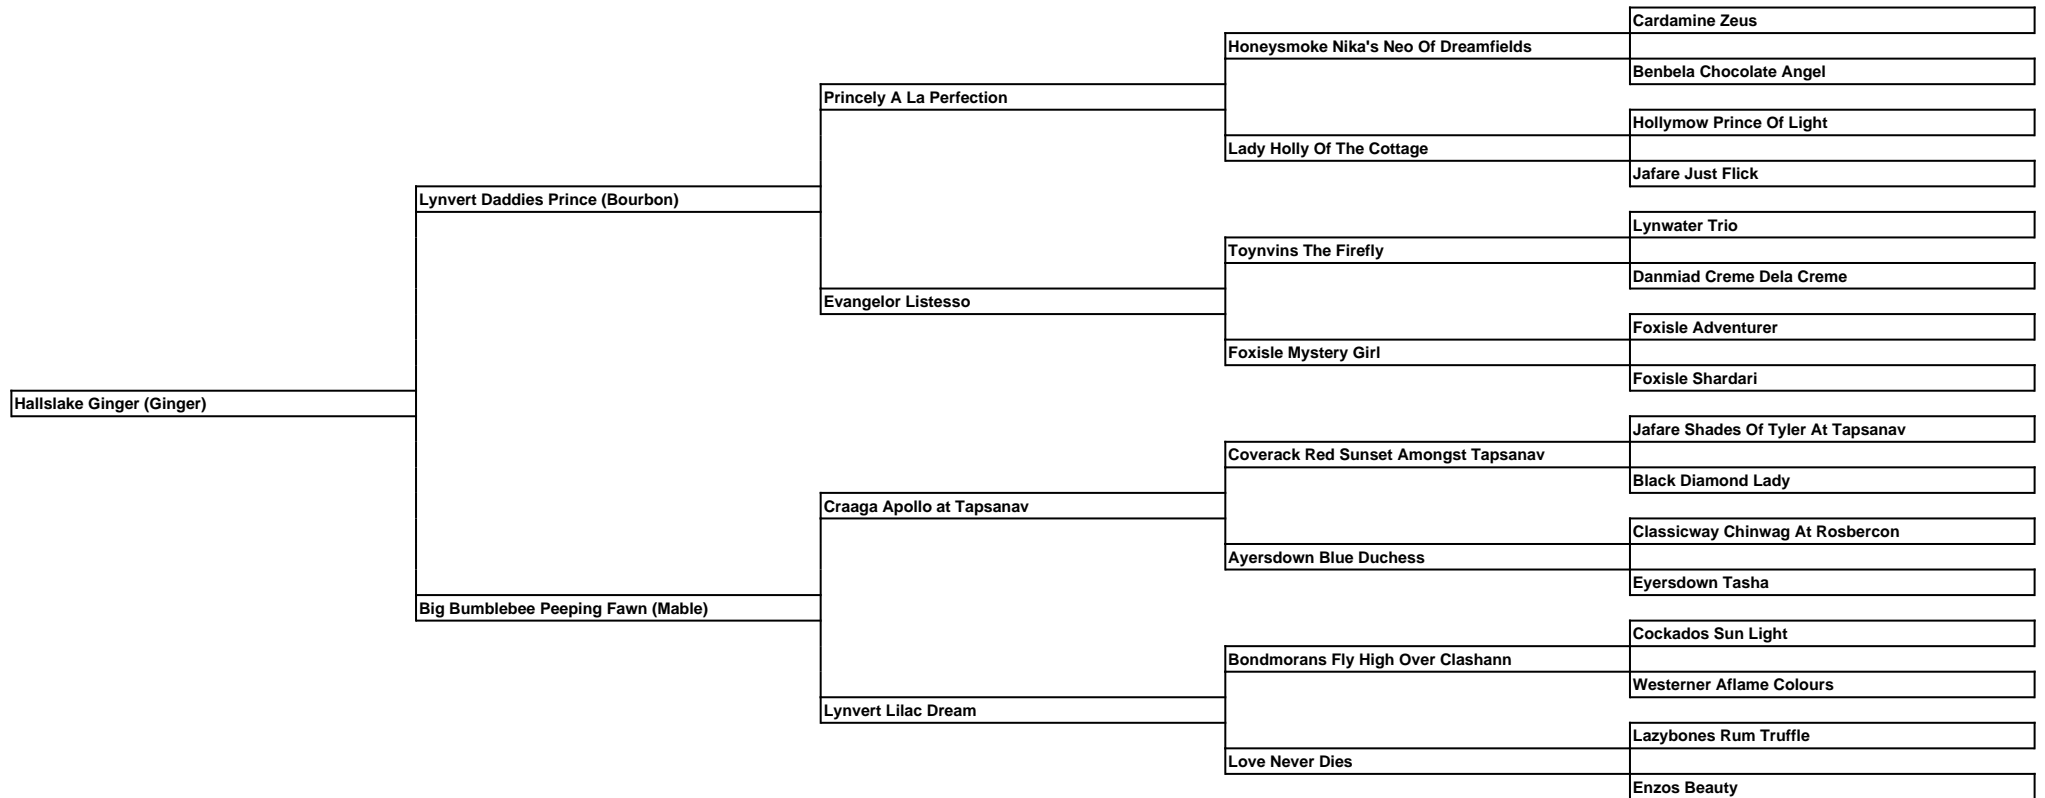 Cardamine Zeus
Honeysmoke Nika's Neo Of Dreamfields
Benbela Chocolate Angel
Princely A La Perfection
Hollymow Prince Of Light
Lady Holly Of The Cottage
Jafare Just Flick
Lynvert Daddies Prince (Bourbon)
Lynwater Trio
Toynvins The Firefly
Danmiad Creme Dela Creme
Evangelor Listesso
Foxisle Adventurer
Foxisle Mystery Girl
Foxisle Shardari
Hallslake Ginger (Ginger)
Jafare Shades Of Tyler At Tapsanav
Coverack Red Sunset Amongst Tapsanav
Black Diamond Lady
Craaga Apollo at Tapsanav
Classicway Chinwag At Rosbercon
Ayersdown Blue Duchess
Eyersdown Tasha
Big Bumblebee Peeping Fawn (Mable)
Cockados Sun Light
Bondmorans Fly High Over Clashann
Westerner Aflame Colours
Lynvert Lilac Dream
Lazybones Rum Truffle
Love Never Dies
Enzos Beauty